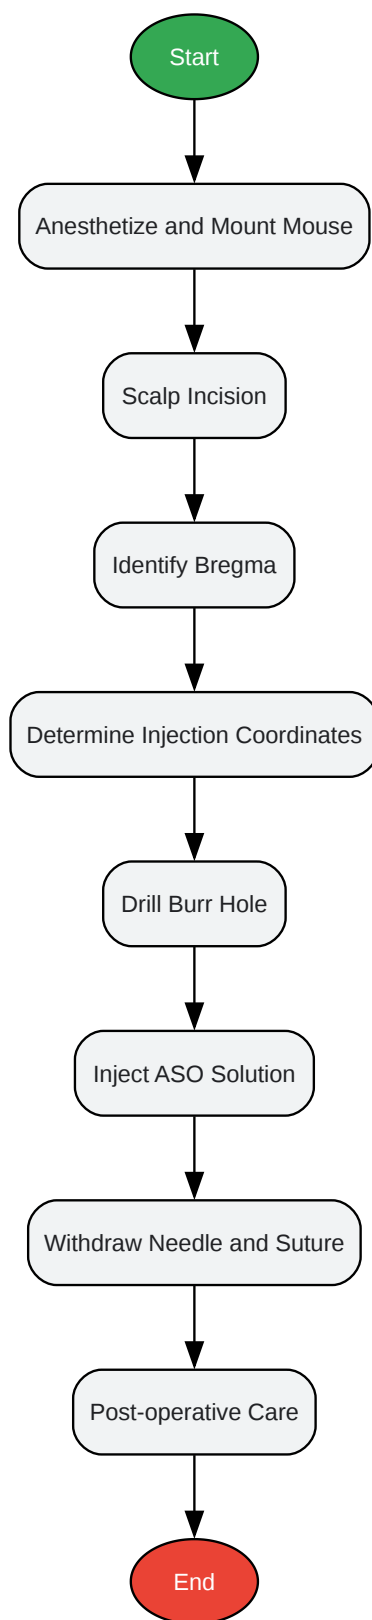 Start
Anesthetize and Mount Mouse
Scalp Incision
Identify Bregma
Determine Injection Coordinates
Drill Burr Hole
Inject ASO Solution
Withdraw Needle and Suture
Post-operative Care
End